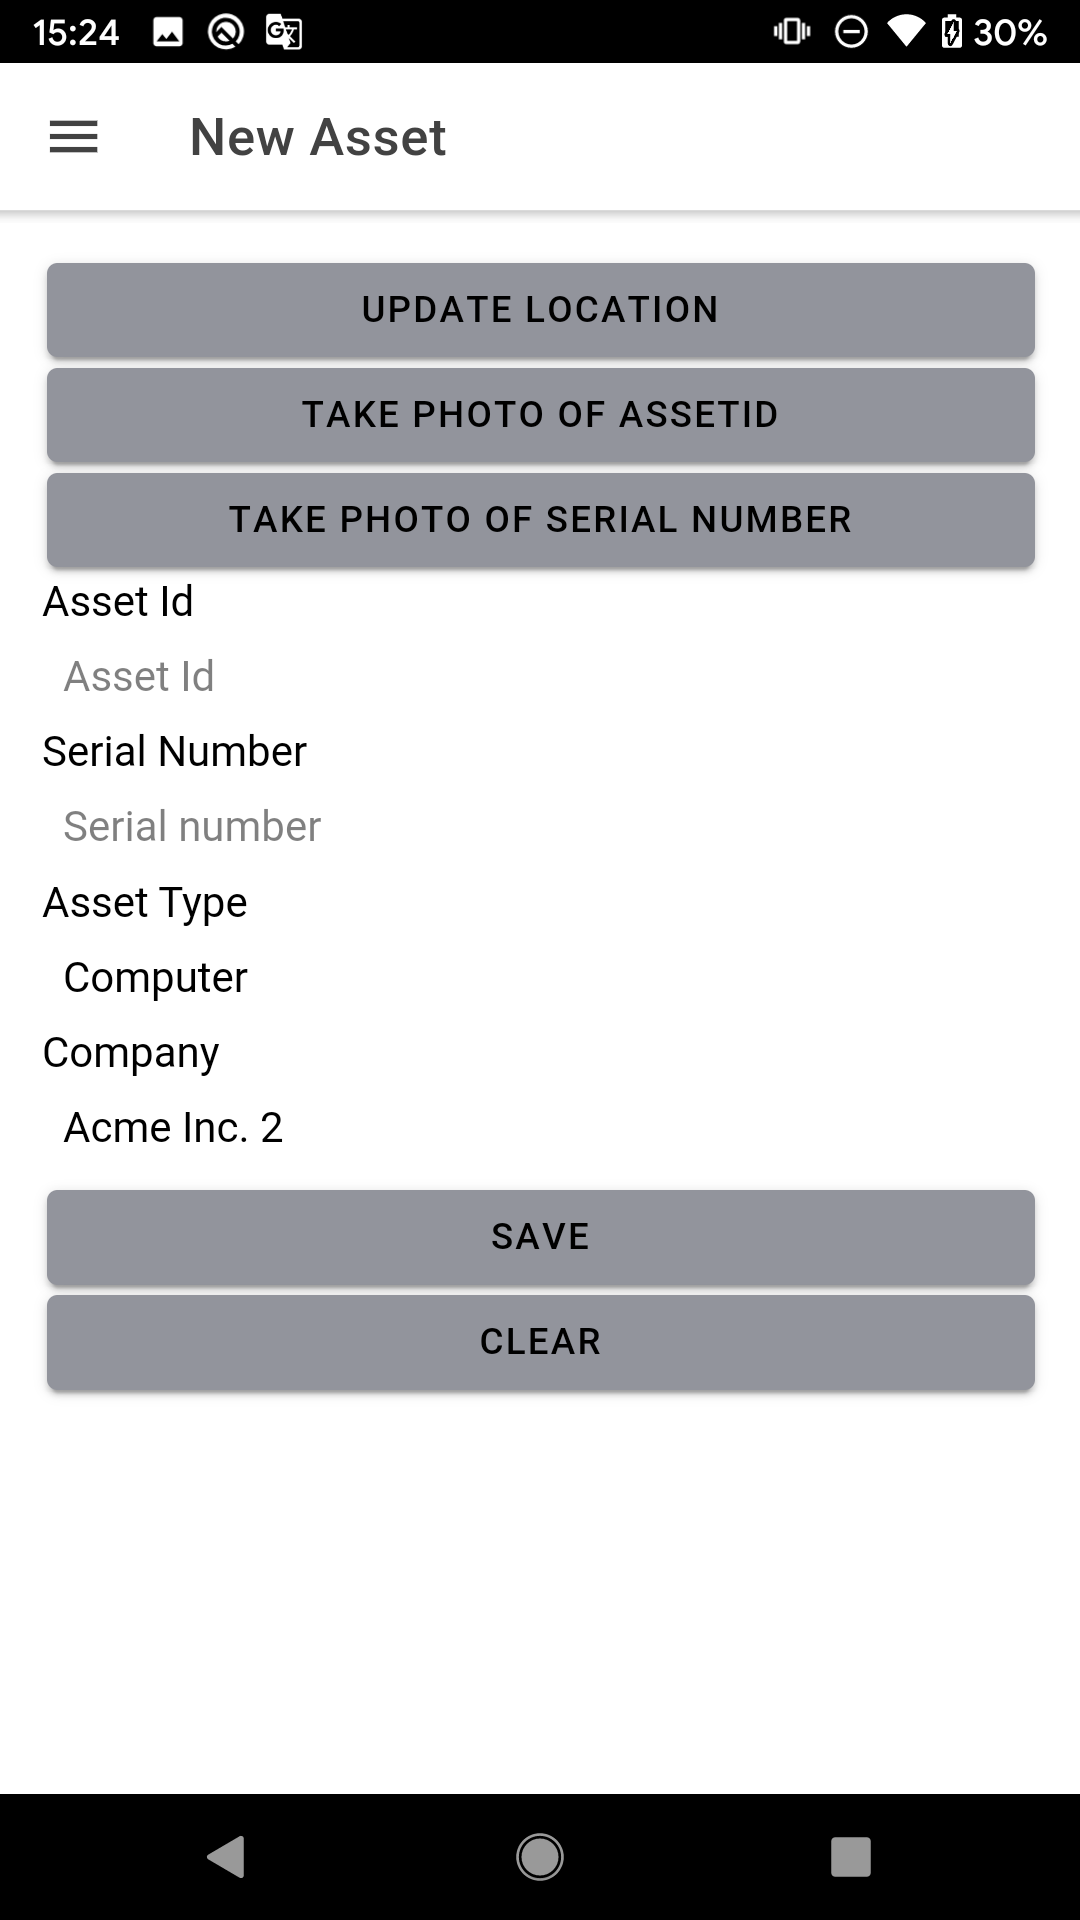 15:24 30%
New Asset
UPDATE LOCATION
TAKE PHOTO OF ASSETID
TAKE PHOTO OF SERIAL NUMBER
Asset Id
Asset Id
Serial Number
Serial number
Asset Type
Computer
Company
Acme Inc. 2
SAVE
CLEAR